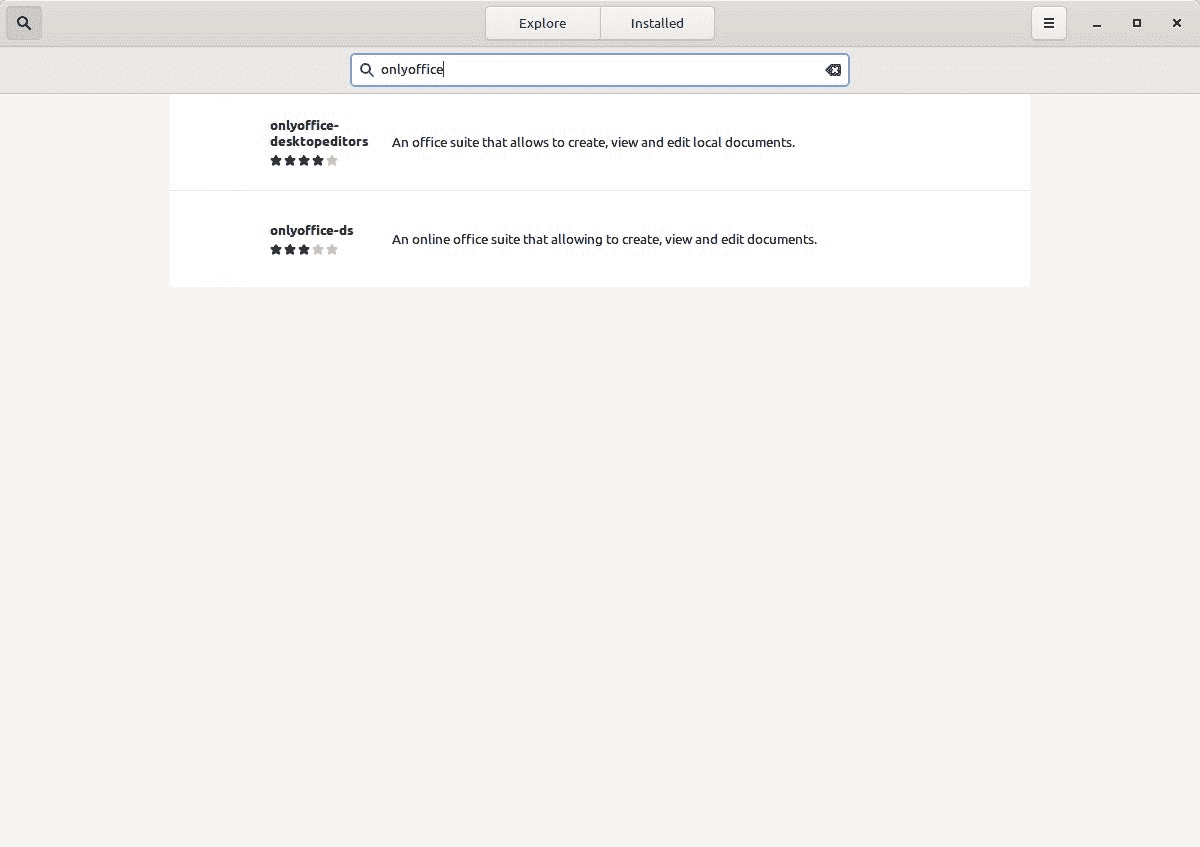 Explore Installed
onlyoffice
onlyoffice-
desktopeditors
An office suite that allows to create, view and edit local documents.
onlyoffice-ds
An online office suite that allowing to create, view and edit documents.